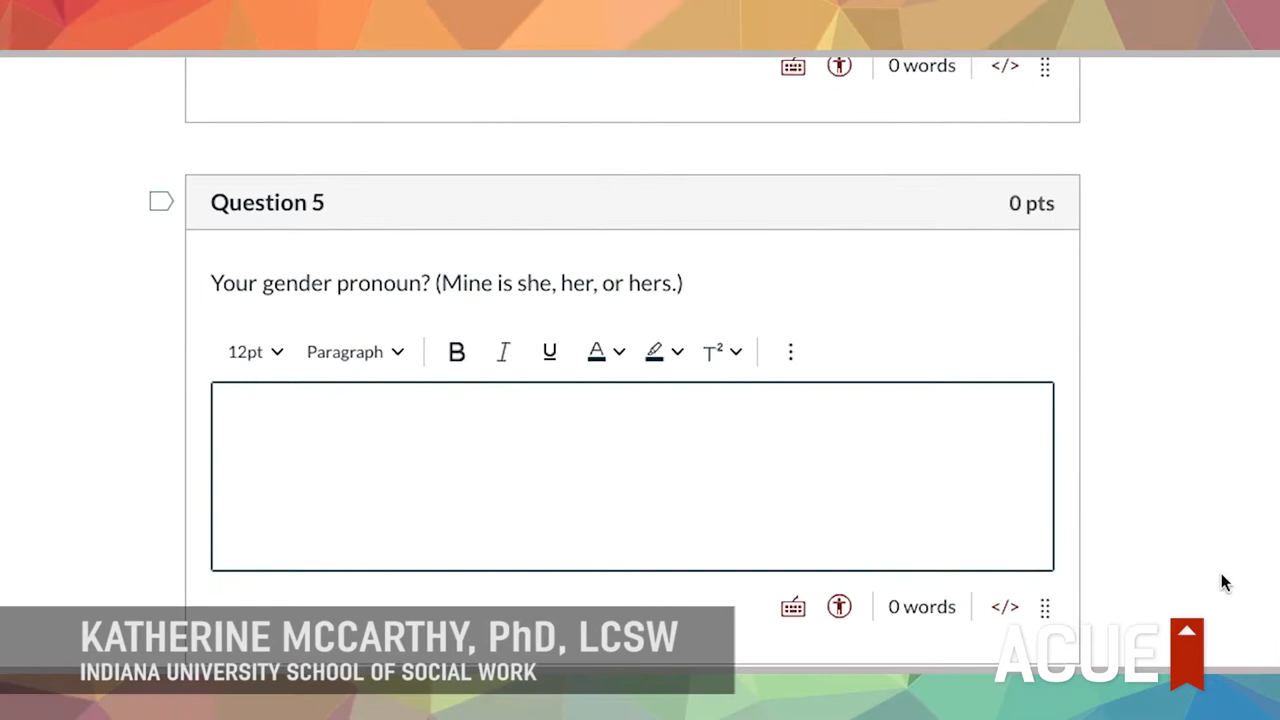 0 words </>
Question 5 0 pts
Your gender pronoun? (Mine is she, her, or hers.)
12pt Paragraph B I U A T²
0 words </>
KATHERINE MCCARTHY, PhD, LCSW
INDIANA UNIVERSITY SCHOOL OF SOCIAL WORK
ACUE